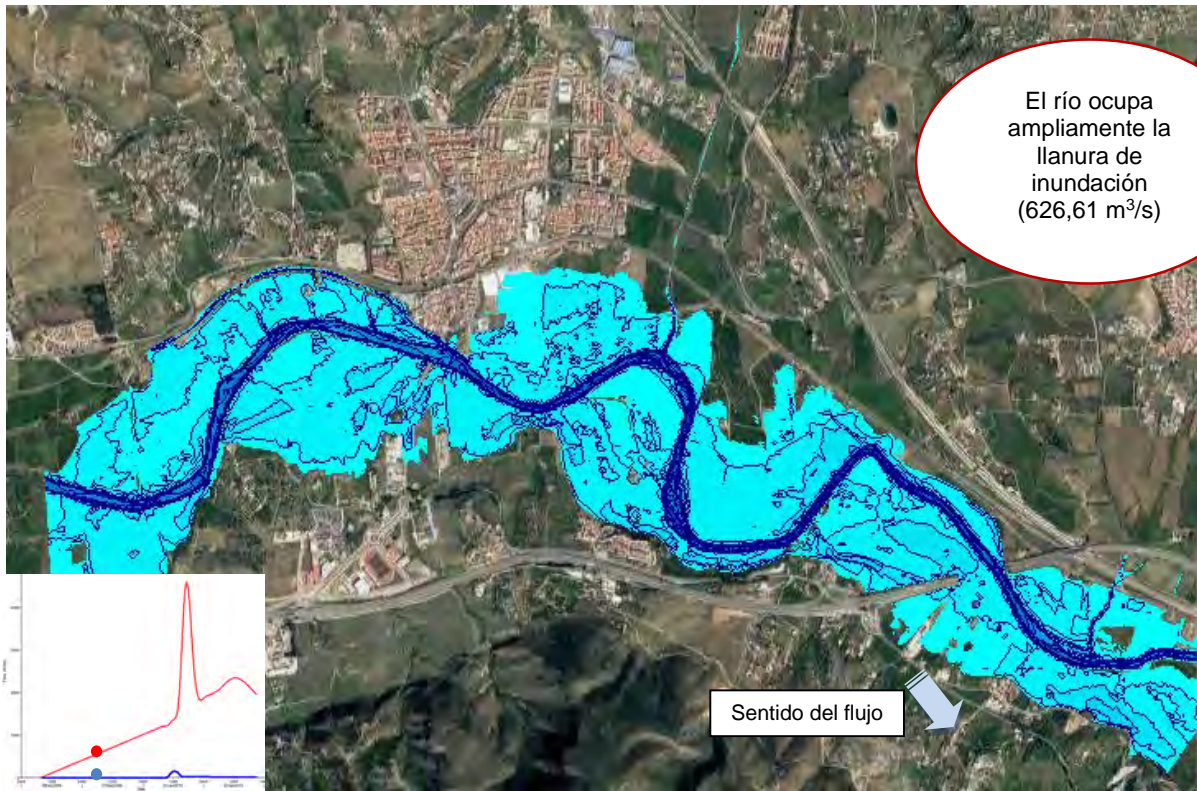 El río ocupa
ampliamente la
llanura de
inundación
(626,61 m³/s)
Sentido del flujo